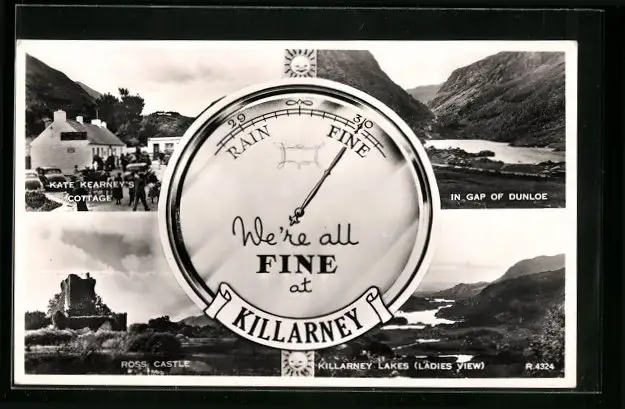 29
30
RAIN
FINE
KATE KEARNEY'S
COTTAGE
IN GAP OF DUNLOE
We're all
FINE
at
KILLARNEY
ROSS CASTLE
KILLARNEY LAKES (LADIES VIEW)
R.4324